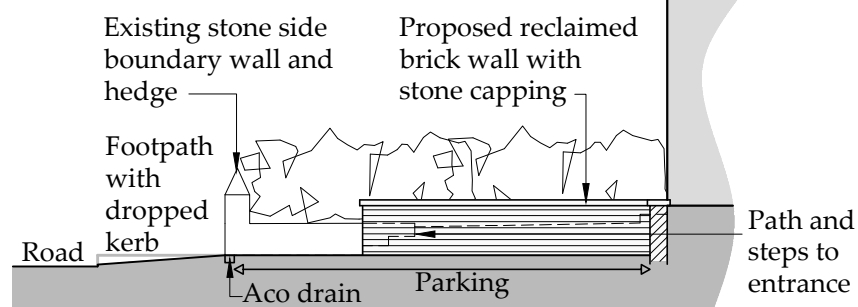 Existing stone side
boundary wall and
hedge
Proposed reclaimed
brick wall with
stone capping
Footpath
with
dropped
kerb
Road
Path and
steps to
entrance
Parking
Aco drain